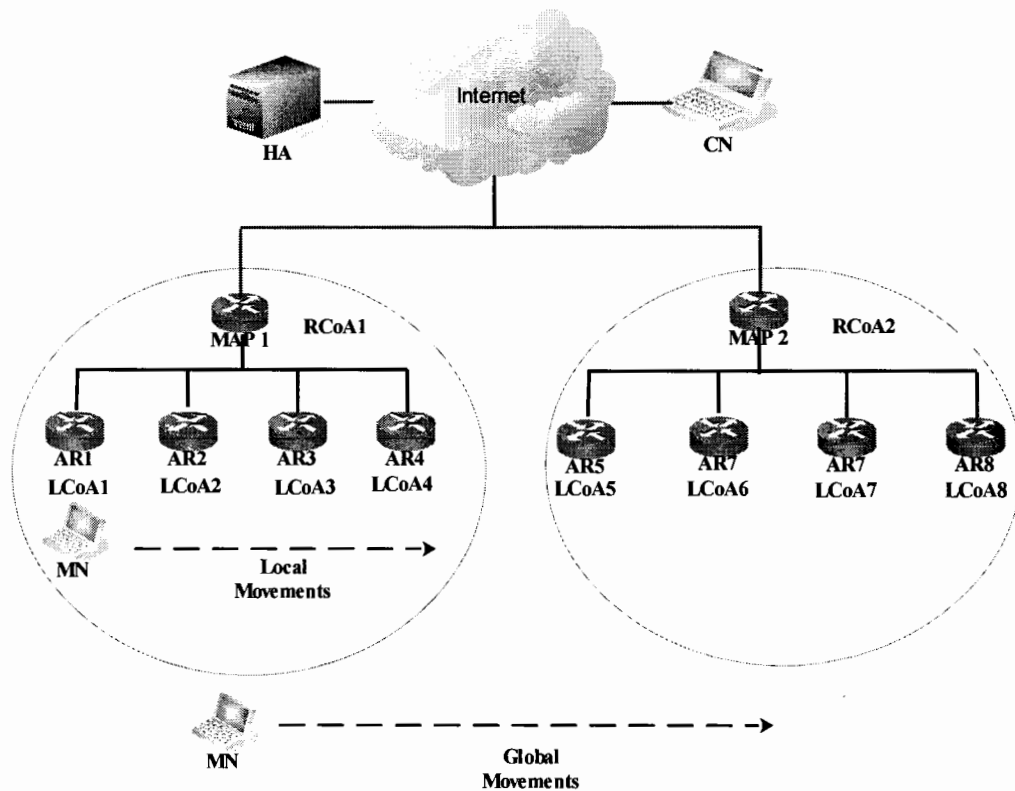 Internet
HA
CN
MAP 1
RCoA1
MAP 2
RCoA2
AR1
AR2
AR3
AR4
LCoA1
LCoA2
LCoA3
LCoA4
AR5
AR7
AR7
AR8
LCoA5
LCoA6
LCoA7
LCoA8
MN
Local
Movements
MN
Global
Movements